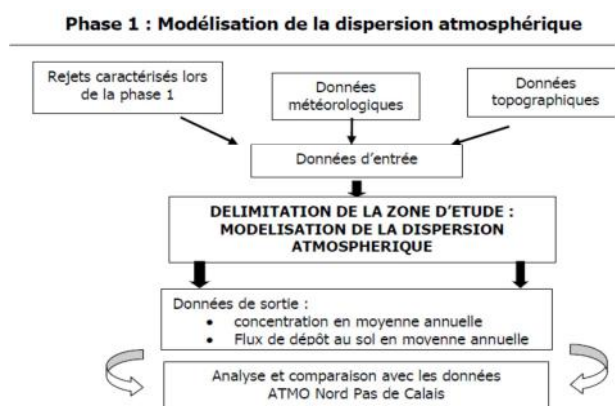 Phase 1 : Modélisation de la dispersion atmosphérique
Rejets caractérisés lors
de la phase 1
Données
météorologiques
Données
topographiques
Données d'entrée
DELIMITATION DE LA ZONE D'ETUDE :
MODELISATION DE LA DISPERSION
ATMOSPHERIQUE
Données de sortie :
• concentration en moyenne annuelle
• Flux de dépôt au sol en moyenne annuelle
Analyse et comparaison avec les données
ATMO Nord Pas de Calais